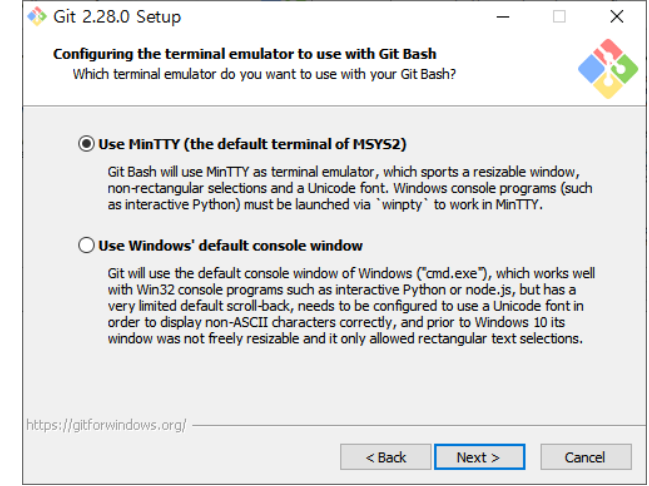 Git 2.28.0 Setup
Configuring the terminal emulator to use with Git Bash
Which terminal emulator do you want to use with your Git Bash?
Use MinTTY (the default terminal of MSYS2)
Git Bash will use MinTTY as terminal emulator, which sports a resizable window,
non-rectangular selections and a Unicode font. Windows console programs (such
as interactive Python) must be launched via `winpty` to work in MinTTY.
Use Windows' default console window
Git will use the default console window of Windows ("cmd.exe"), which works well
with Win32 console programs such as interactive Python or node.js, but has a
very limited default scroll-back, needs to be configured to use a Unicode font in
order to display non-ASCII characters correctly, and prior to Windows 10 its
window was not freely resizable and it only allowed rectangular text selections.
https://gitforwindows.org/
< Back Next > Cancel